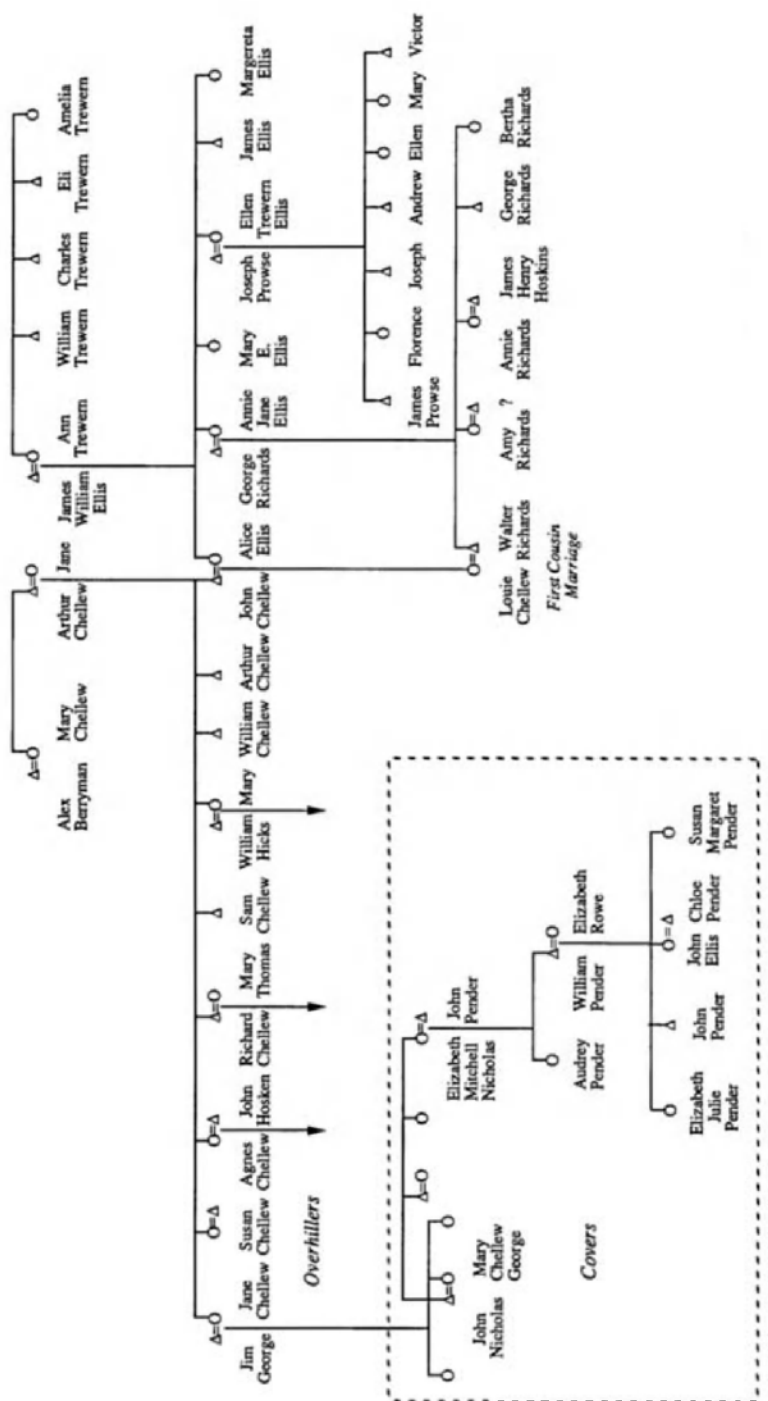 Alex
Berryman
Mary
Chellew
Arthur
Chellew
Jane
James
William
Ellis
Ann
Trewern
William
Trewern
Charles
Trewern
Eli
Trewern
Amelia
Trewern
Jim
George
Jane
Chellew
Susan
Chellew
Agnes
Chellew
John
Hosken
Richard
Chellew
Mary
Thomas
Sam
Chellew
William
Hicks
Mary
William
Chellew
Arthur
Chellew
John
Chellew
Alice
Ellis
George
Richards
Annie
Jane
Ellis
Mary
E.
Ellis
Joseph
Prowse
Ellen
Trewern
Ellis
James
Ellis
Margereta
Ellis
Overhillers
James
Prowse
Florence
Joseph
Andrew
Ellen
Mary
Victor
John
Nicholas
Mary
Chellew
George
Elizabeth
Mitchell
Nicholas
John
Pender
Louie
Chellew
Walter
Richards
Amy
Richards
?
Annie
Richards
James
Henry
Hoskins
George
Richards
Bertha
Richards
First Cousin
Marriage
Covers
Audrey
Pender
William
Pender
Elizabeth
Rowe
Elizabeth
Julie
Pender
John
Pender
John
Ellis
Chloe
Pender
Susan
Margaret
Pender